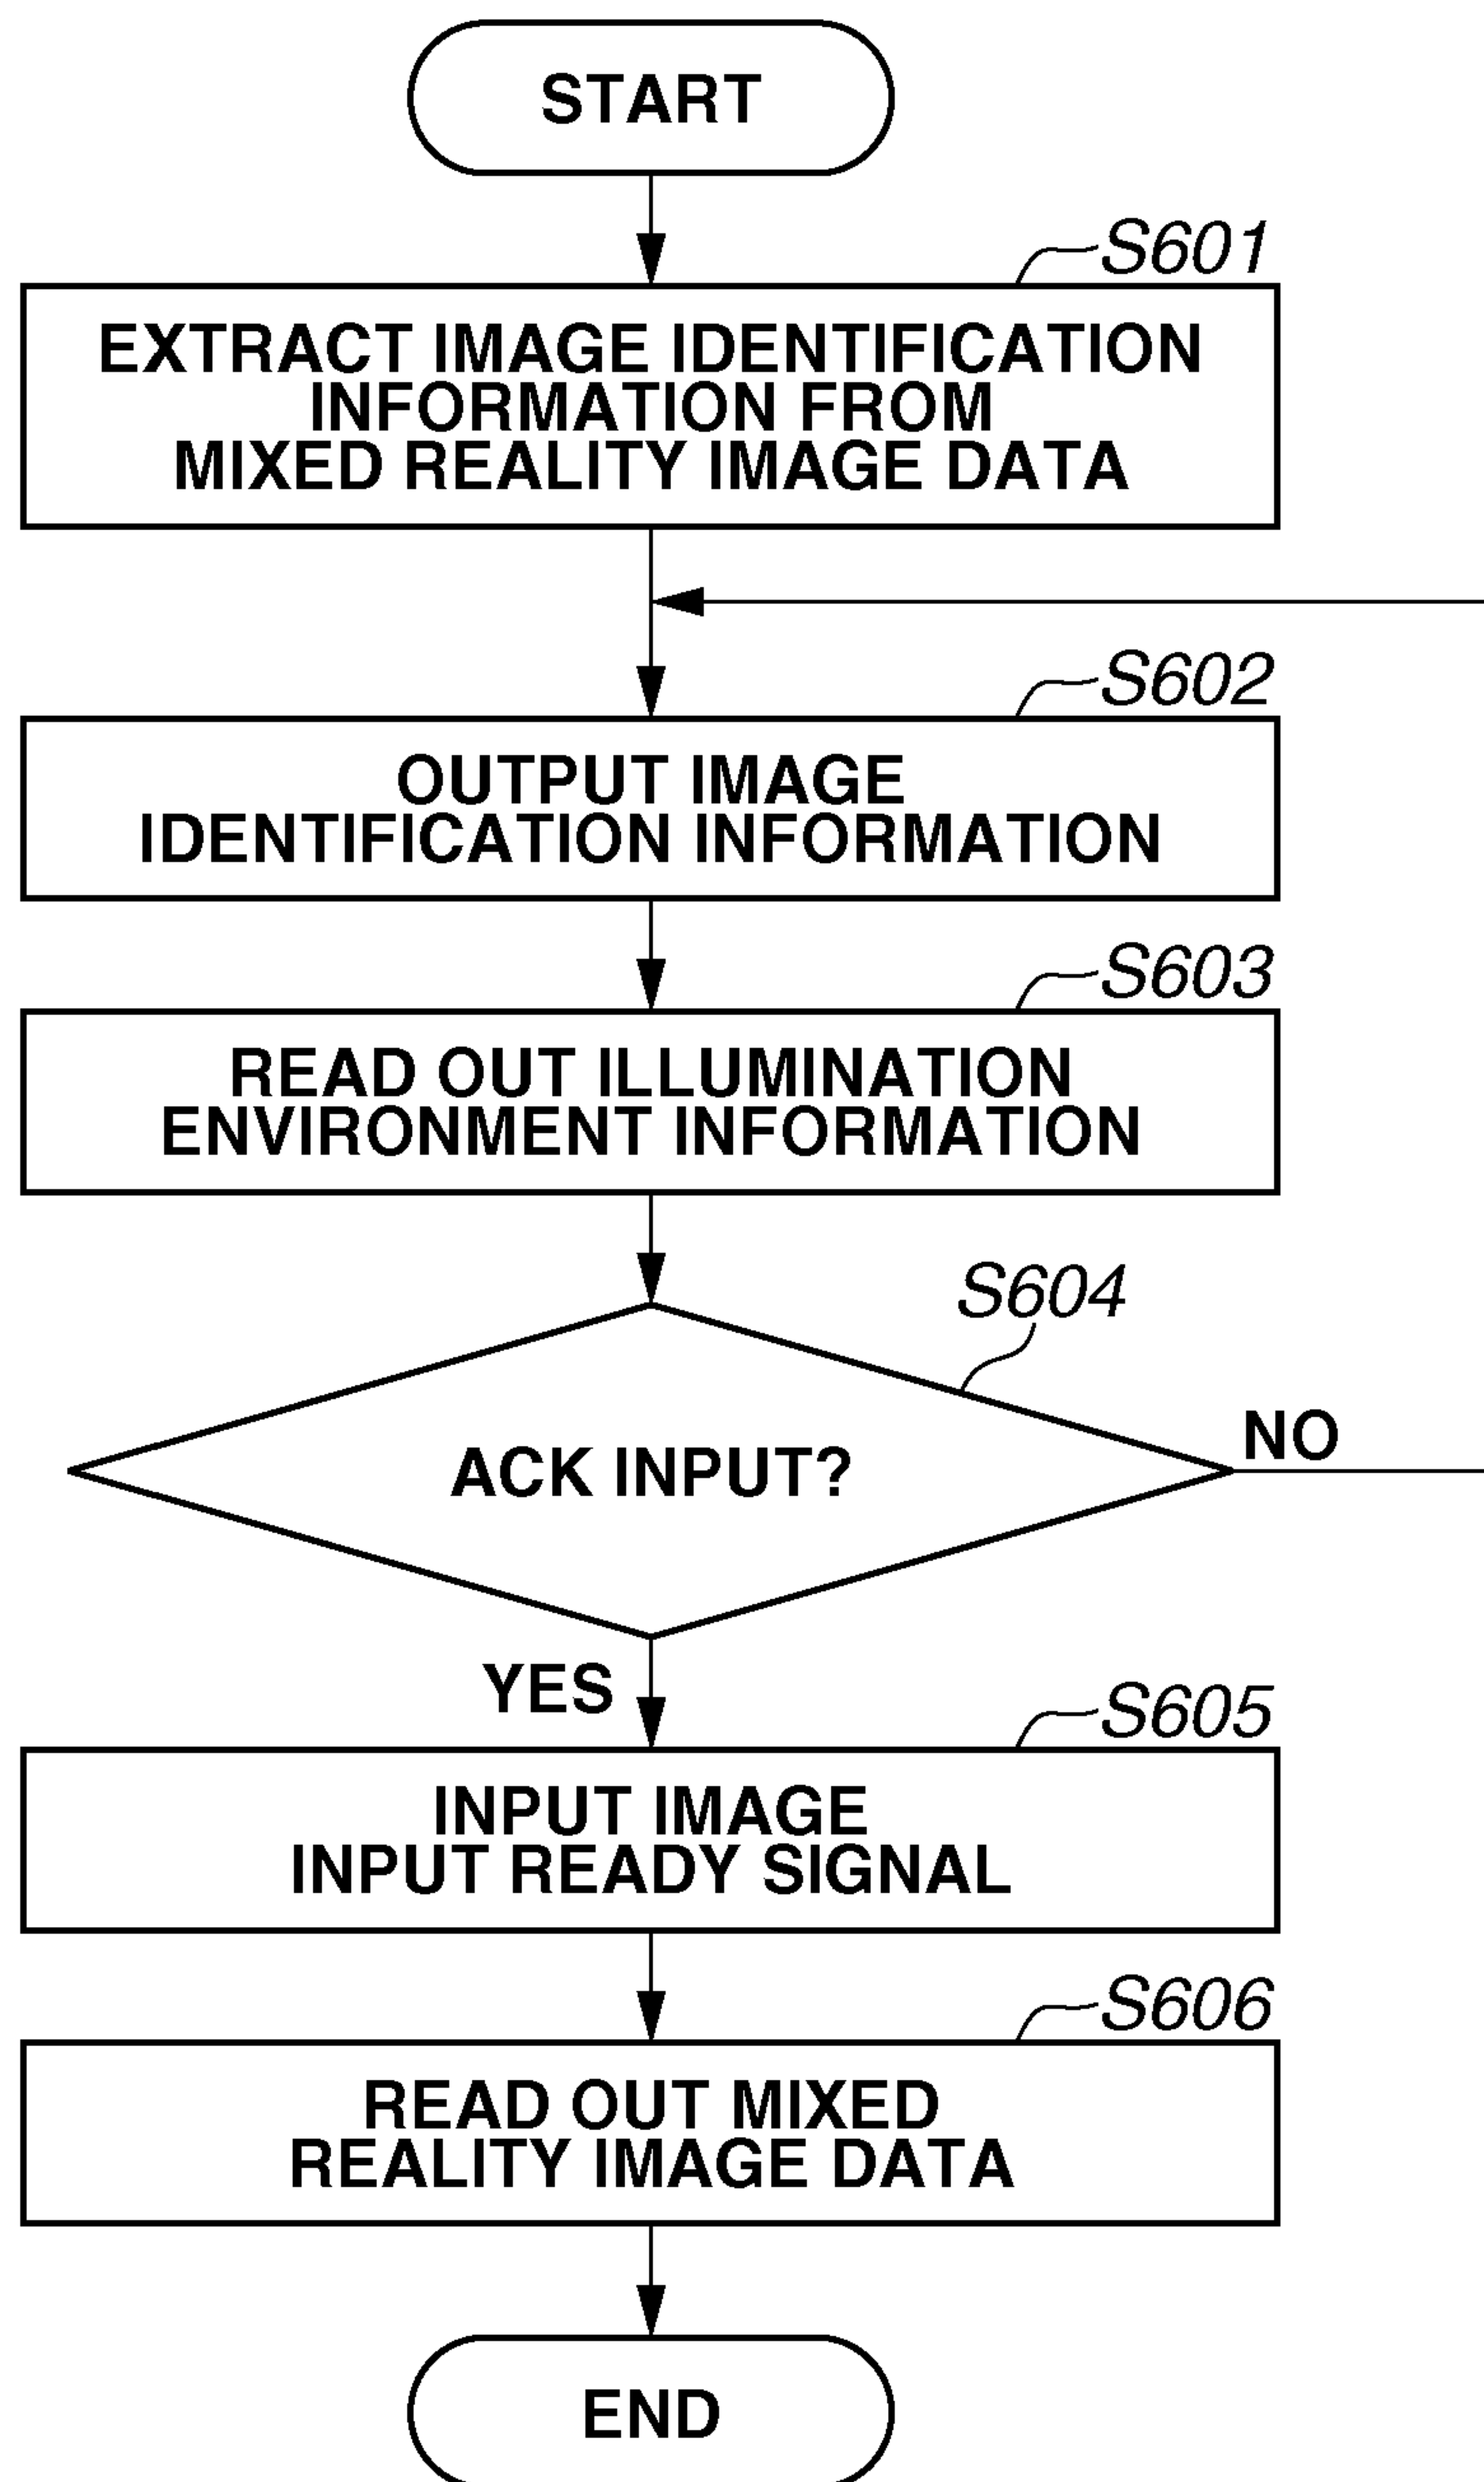 START
S601
EXTRACT IMAGE IDENTIFICATION
INFORMATION FROM
MIXED REALITY IMAGE DATA
S602
OUTPUT IMAGE
IDENTIFICATION INFORMATION
S603
READ OUT ILLUMINATION
ENVIRONMENT INFORMATION
S604
ACK INPUT?
NO
YES
S605
INPUT IMAGE
INPUT READY SIGNAL
S606
READ OUT MIXED
REALITY IMAGE DATA
END